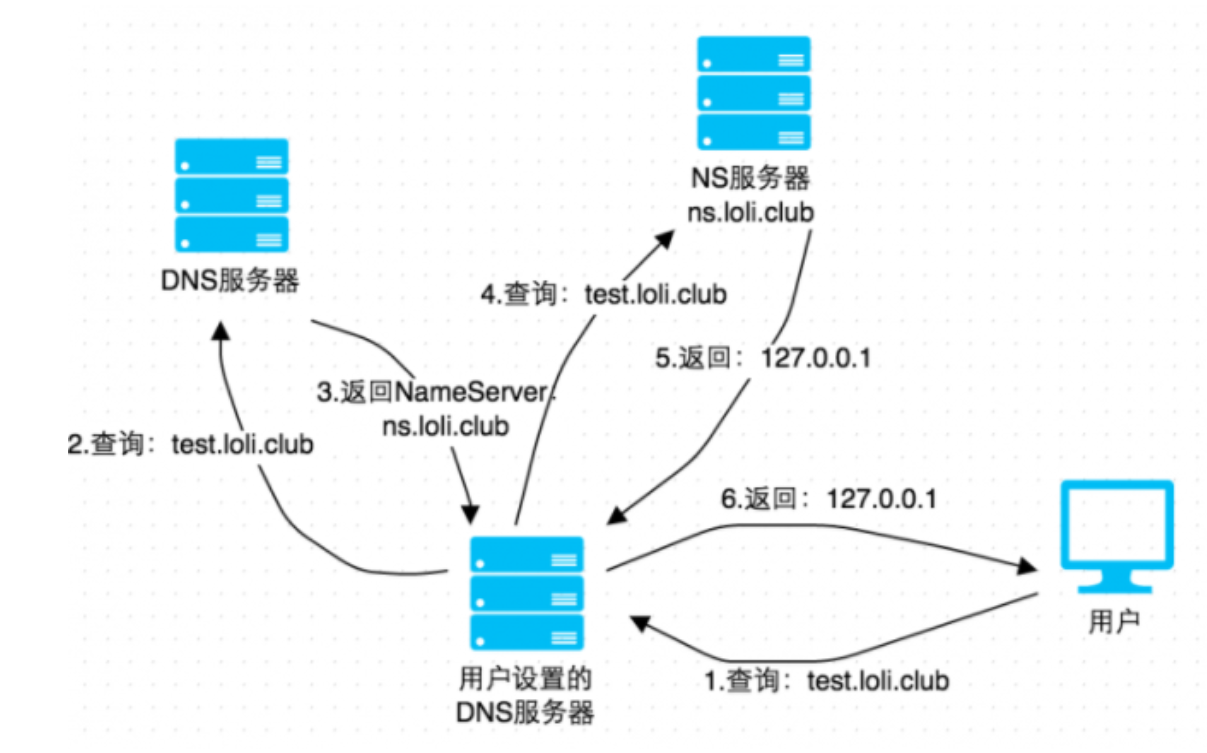 NS服务器
ns.loli.club
DNS服务器
4.查询：test.loli.club
5.返回：127.0.0.1
3.返回NameServer：
ns.loli.club
2.查询：test.loli.club
6.返回：127.0.0.1
用户
用户设置的
DNS服务器
1.查询：test.loli.club